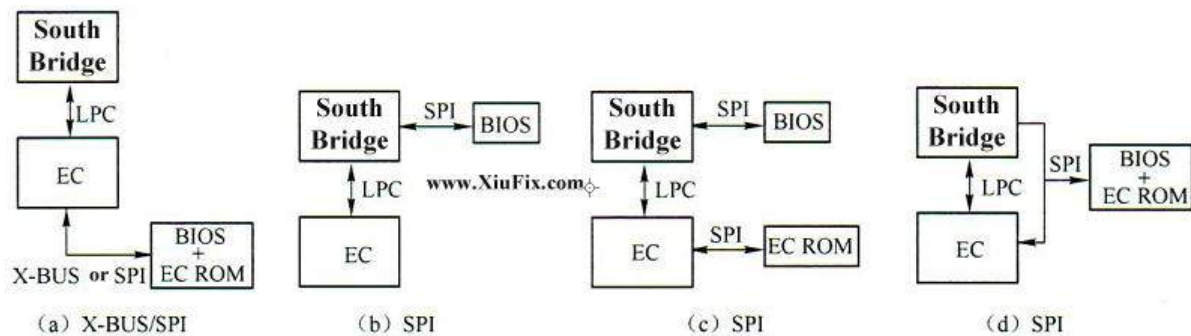 South
Bridge
LPC
EC
X-BUS or SPI
BIOS
+
EC ROM
(a) X-BUS/SPI
South
Bridge
SPI
BIOS
LPC
EC
(b) SPI
www.XiuFix.com
South
Bridge
SPI
BIOS
LPC
EC
SPI
EC ROM
(c) SPI
South
Bridge
LPC
EC
SPI
BIOS
+
EC ROM
(d) SPI